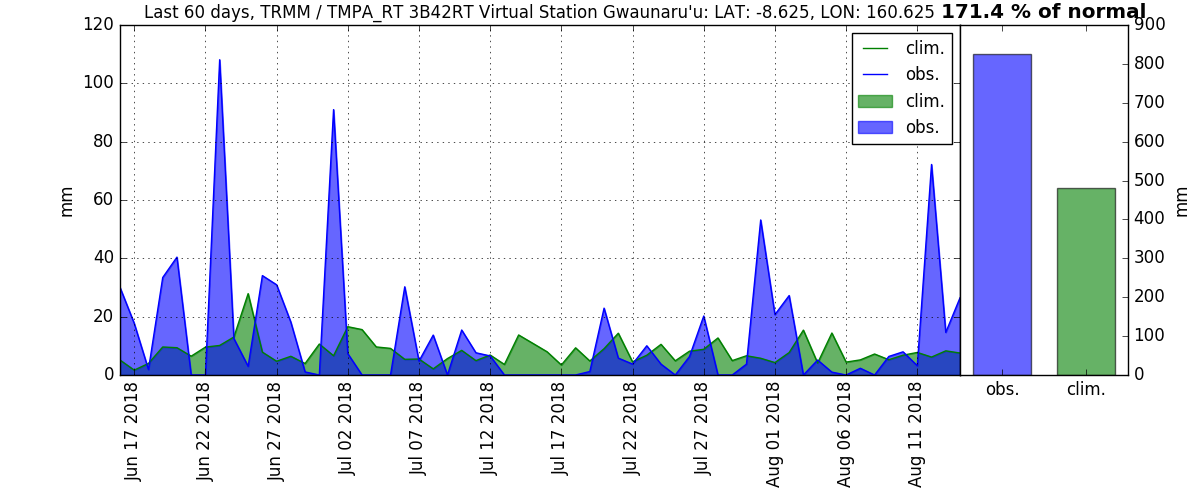 Last 60 days, TRMM / TMPA_RT 3B42RT Virtual Station Gwaunaru'u: LAT: -8.625, LON: 160.625 171.4 % of normal
120
100
80
60
40
20
0
mm
clim.
obs.
clim.
obs.
900
800
700
600
500
400
300
200
100
0
mm
Jun 17 2018
Jun 22 2018
Jun 27 2018
Jul 02 2018
Jul 07 2018
Jul 12 2018
Jul 17 2018
Jul 22 2018
Jul 27 2018
Aug 01 2018
Aug 06 2018
Aug 11 2018
obs.
clim.